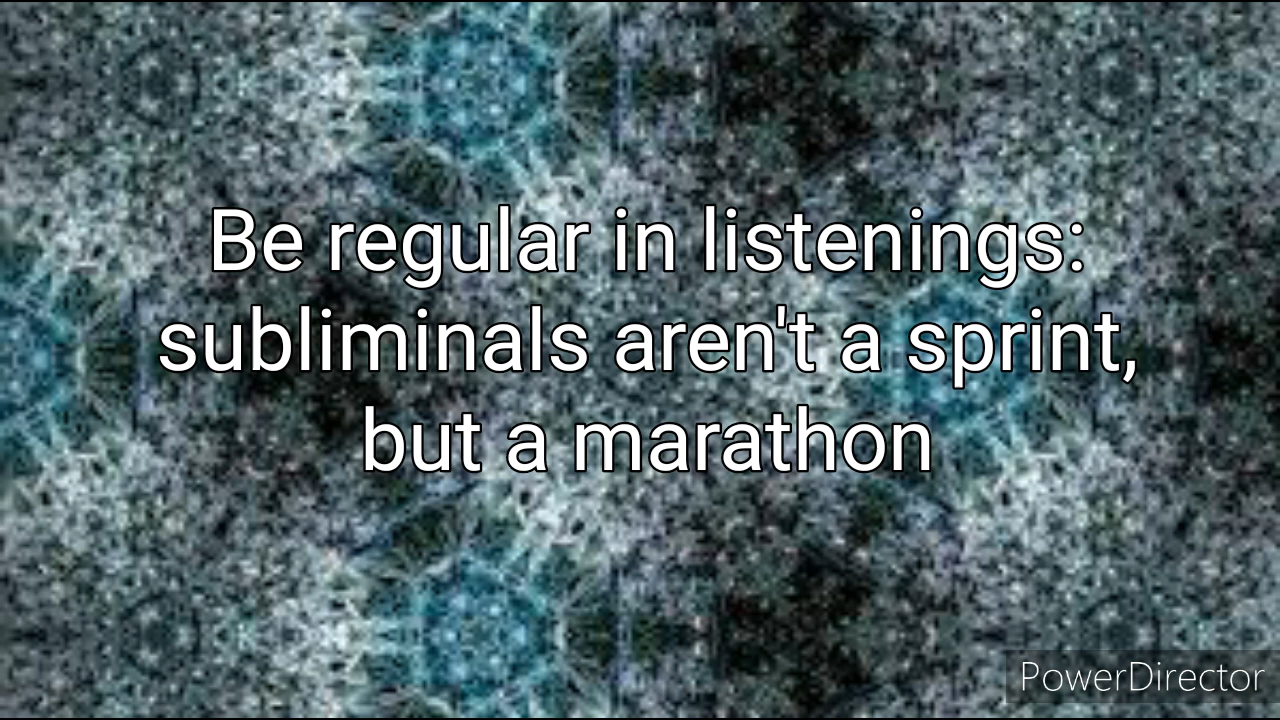 Be regular in listenings:
subliminals aren't a sprint,
but a marathon
PowerDirector